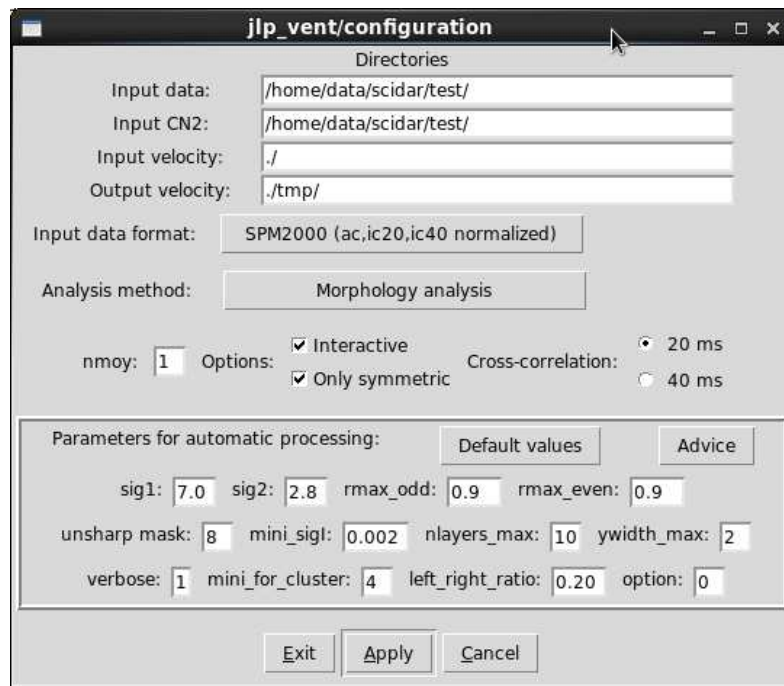 jlp_vent/configuration
Directories
Input data: /home/data/scidar/test/
Input CN2: /home/data/scidar/test/
Input velocity: ./
Output velocity: ./tmp/
Input data format: SPM2000 (ac,ic20,ic40 normalized)
Analysis method: Morphology analysis
nmoy: 1 Options: Interactive Only symmetric Cross-correlation: 20 ms 40 ms
Parameters for automatic processing: Default values Advice
sig1: 7.0 sig2: 2.8 rmax_odd: 0.9 rmax_even: 0.9
unsharp mask: 8 mini_sigI: 0.002 nlayers_max: 10 ywidth_max: 2
verbose: 1 mini_for_cluster: 4 left_right_ratio: 0.20 option: 0
Exit Apply Cancel